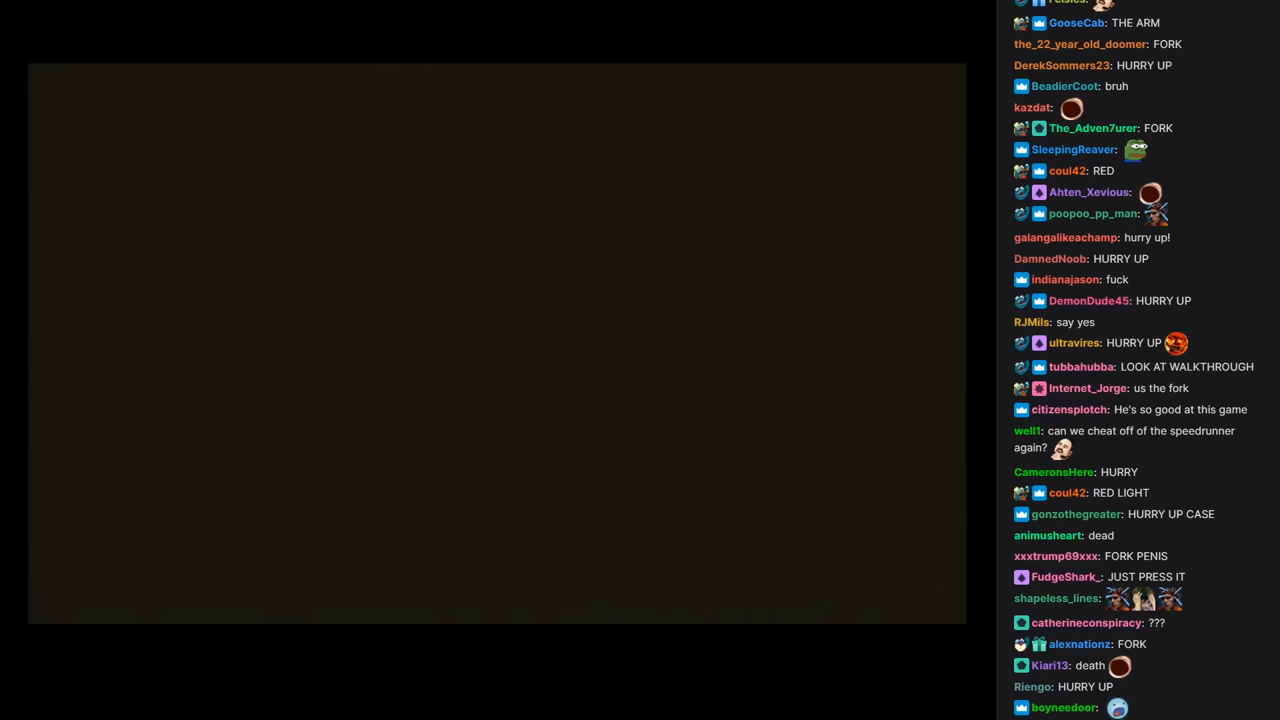 Felsies:
GooseCab: THE ARM
the_22_year_old_doomer: FORK
DerekSommers23: HURRY UP
BeadierCoot: bruh
kazdat:
The_Adven7urer: FORK
SleepingReaver:
coul42: RED
Ahten_Xevious:
poopoo_pp_man:
galangalikeachamp: hurry up!
DamnedNoob: HURRY UP
indianajason: fuck
DemonDude45: HURRY UP
RJMils: say yes
ultravires: HURRY UP
tubbahubba: LOOK AT WALKTHROUGH
Internet_Jorge: us the fork
citizensplotch: He's so good at this game
well1: can we cheat off of the speedrunner
again?
CameronsHere: HURRY
coul42: RED LIGHT
gonzothegreater: HURRY UP CASE
animusheart: dead
xxxtrump69xxx: FORK PENIS
FudgeShark_: JUST PRESS IT
shapeless_lines:
catherineconspiracy: ???
alexnationz: FORK
Kiari13: death
Riengo: HURRY UP
boyneedoor: